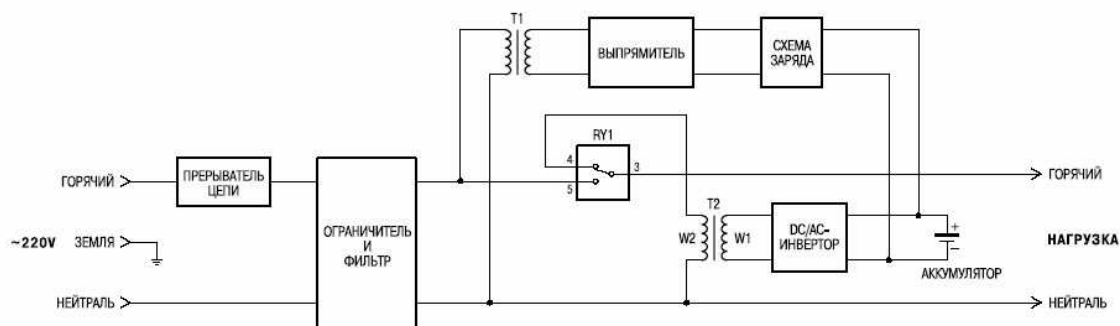 T1
ВЫПРЯМИТЕЛЬ
СХЕМА
ЗАРЯДА
RY1
4
3
5
ГОРЯЧИЙ
ПРЕРЫВАТЕЛЬ
ЦЕПИ
ГОРЯЧИЙ
T2
ОГРАНИЧИТЕЛЬ
И
ФИЛЬТР
W2
W1
DC/AC–
ИНВЕРТОР
+
–
~220V
ЗЕМЛЯ
НАГРУЗКА
АККУМУЛЯТОР
НЕЙТРАЛЬ
НЕЙТРАЛЬ